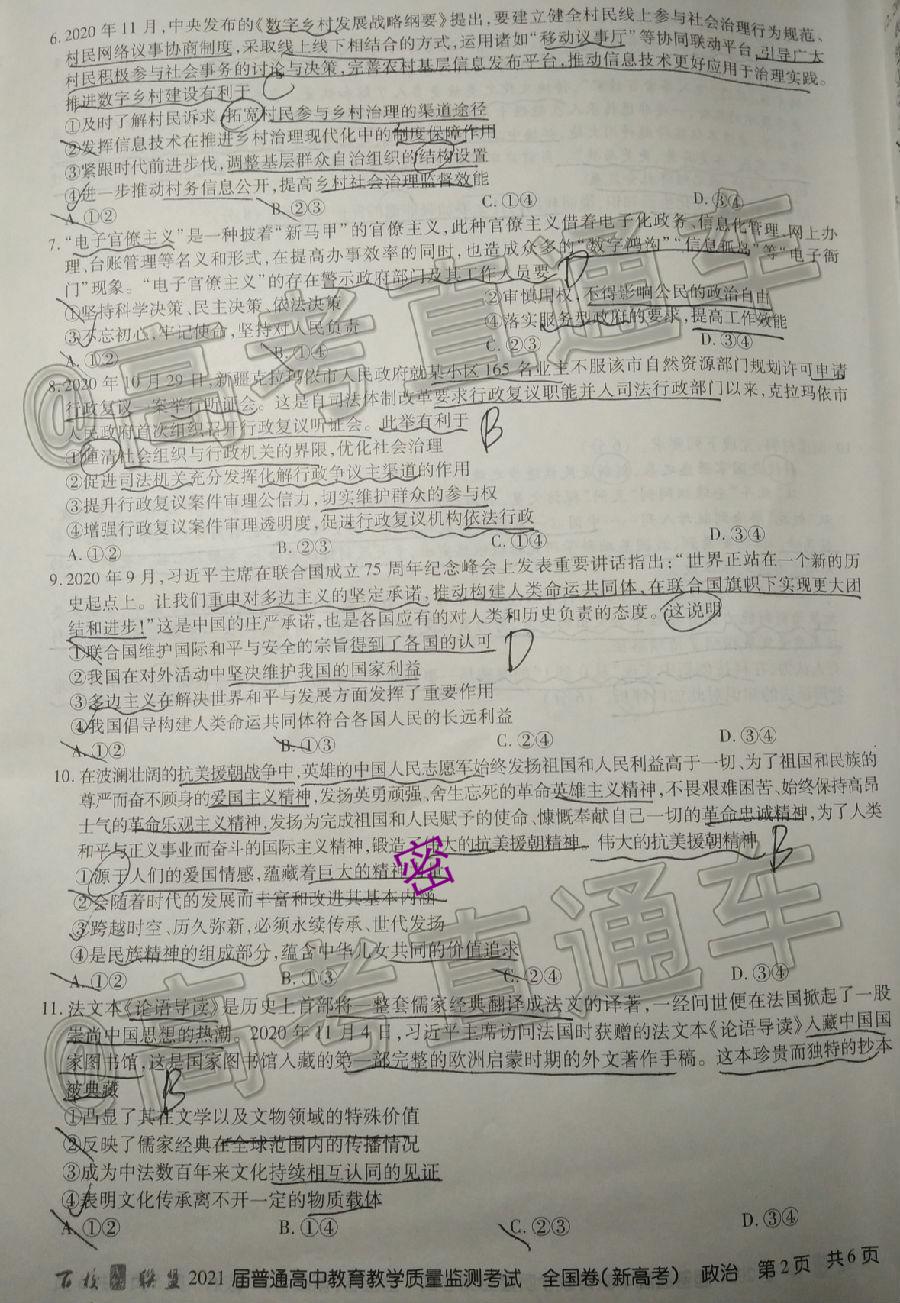 6. 2020 年 11 月,中央发布的《数字乡村发展战略纲要》提出,要建立健全村民线上参与社会治理行为规范、
村民网络议事协商制度,采取线上线下相结合的方式,运用诸如“移动议事厅”等协同联动平台,引导广大
村民积极参与社会事务的讨论与决策,完善农村基层信息发布平台,推动信息技术更好应用于治理实践。
推进数字乡村建设有利于 C
①及时了解村民诉求,拓宽村民参与乡村治理的渠道途径
②发挥信息技术在推进乡村治理现代化中的制度保障作用
③紧跟时代前进步伐,调整基层群众自治组织的结构设置
④进一步推动村务信息公开,提高乡村社会治理监督效能
A. ①② B. ②③ C. ①④ D. ③④
7. “电子官僚主义”是一种披着“新马甲”的官僚主义,此种官僚主义借着电子化政务、信息化管理、网上办
理,台账管理等名义和形式,在提高办事效率的同时,也造成众多的“数字鸿沟”“信息孤岛”等“电子衙
门”现象。“电子官僚主义”的存在警示政府部门及其工作人员要 D
①坚持科学决策、民主决策、依法决策 ②审慎用权,不得影响公民的政治自由
③不忘初心,牢记使命,坚持对人民负责 ④落实服务型政府的要求,提高工作效能
A. ①② B. ①④ C. ②③ D. ③④
8. 2020 年 10 月 29 日,新疆克拉玛依市人民政府就某小区 165 名业主不服该市自然资源部门规划许可申请
行政复议一案举行听证会。这是自司法体制改革要求行政复议职能并入司法行政部门以来,克拉玛依市
人民政府首次组织召开行政复议听证会。此举有利于 B
①厘清社会组织与行政机关的界限,优化社会治理
②促进司法机关充分发挥化解行政争议主渠道的作用
③提升行政复议案件审理公信力,切实维护群众的参与权
④增强行政复议案件审理透明度,促进行政复议机构依法行政
A. ①② B. ②③ C. ①④ D. ③④
9. 2020 年 9 月,习近平主席在联合国成立 75 周年纪念峰会上发表重要讲话指出:“世界正站在一个新的历
史起点上。让我们重申对多边主义的坚定承诺,推动构建人类命运共同体,在联合国旗帜下实现更大团
结和进步!”这是中国的庄严承诺,也是各国应有的对人类和历史负责的态度。这说明
①联合国维护国际和平与安全的宗旨得到了各国的认可 D
②我国在对外活动中坚决维护我国的国家利益
③多边主义在解决世界和平与发展方面发挥了重要作用
④我国倡导构建人类命运共同体符合各国人民的长远利益
A. ①② B. ①③ C. ②④ D. ③④
10. 在波澜壮阔的抗美援朝战争中,英雄的中国人民志愿军始终发扬祖国和人民利益高于一切、为了祖国和民族的
尊严而奋不顾身的爱国主义精神,发扬英勇顽强、舍生忘死的革命英雄主义精神,不畏艰难困苦、始终保持高昂
士气的革命乐观主义精神,发扬为完成祖国和人民赋予的使命、慷慨奉献自己一切的革命忠诚精神,为了人类
和平与正义事业而奋斗的国际主义精神,锻造了伟大的抗美援朝精神。伟大的抗美援朝精神 B
①源于人们的爱国情感,蕴藏着巨大的精神
密
②会随着时代的发展而丰富和改进其基本内涵
③跨越时空、历久弥新,必须永续传承、世代发扬
④是民族精神的组成部分,蕴含中华儿女共同的价值追求
A. ①② B. ①③ C. ②④ D. ③④
11. 法文本《论语导读》是历史上首部将一整套儒家经典翻译成法文的译著,一经问世便在法国掀起了一股
崇尚中国思想的热潮。2020 年 11 月 4 日,习近平主席访问法国时获赠的法文本《论语导读》入藏中国国
家图书馆,这是国家图书馆入藏的第一部完整的欧洲启蒙时期的外文著作手稿。这本珍贵而独特的抄本
被典藏 B
①凸显了其在文学以及文物领域的特殊价值
②反映了儒家经典在全球范围内的传播情况
③成为中法数百年来文化持续相互认同的见证
④表明文化传承离不开一定的物质载体
A. ①② B. ①④ C. ②③ D. ③④
百校联盟 2021 届普通高中教育教学质量监测考试 全国卷(新高考) 政治 第 2 页 共 6 页
@高考直通车
@高考直通车